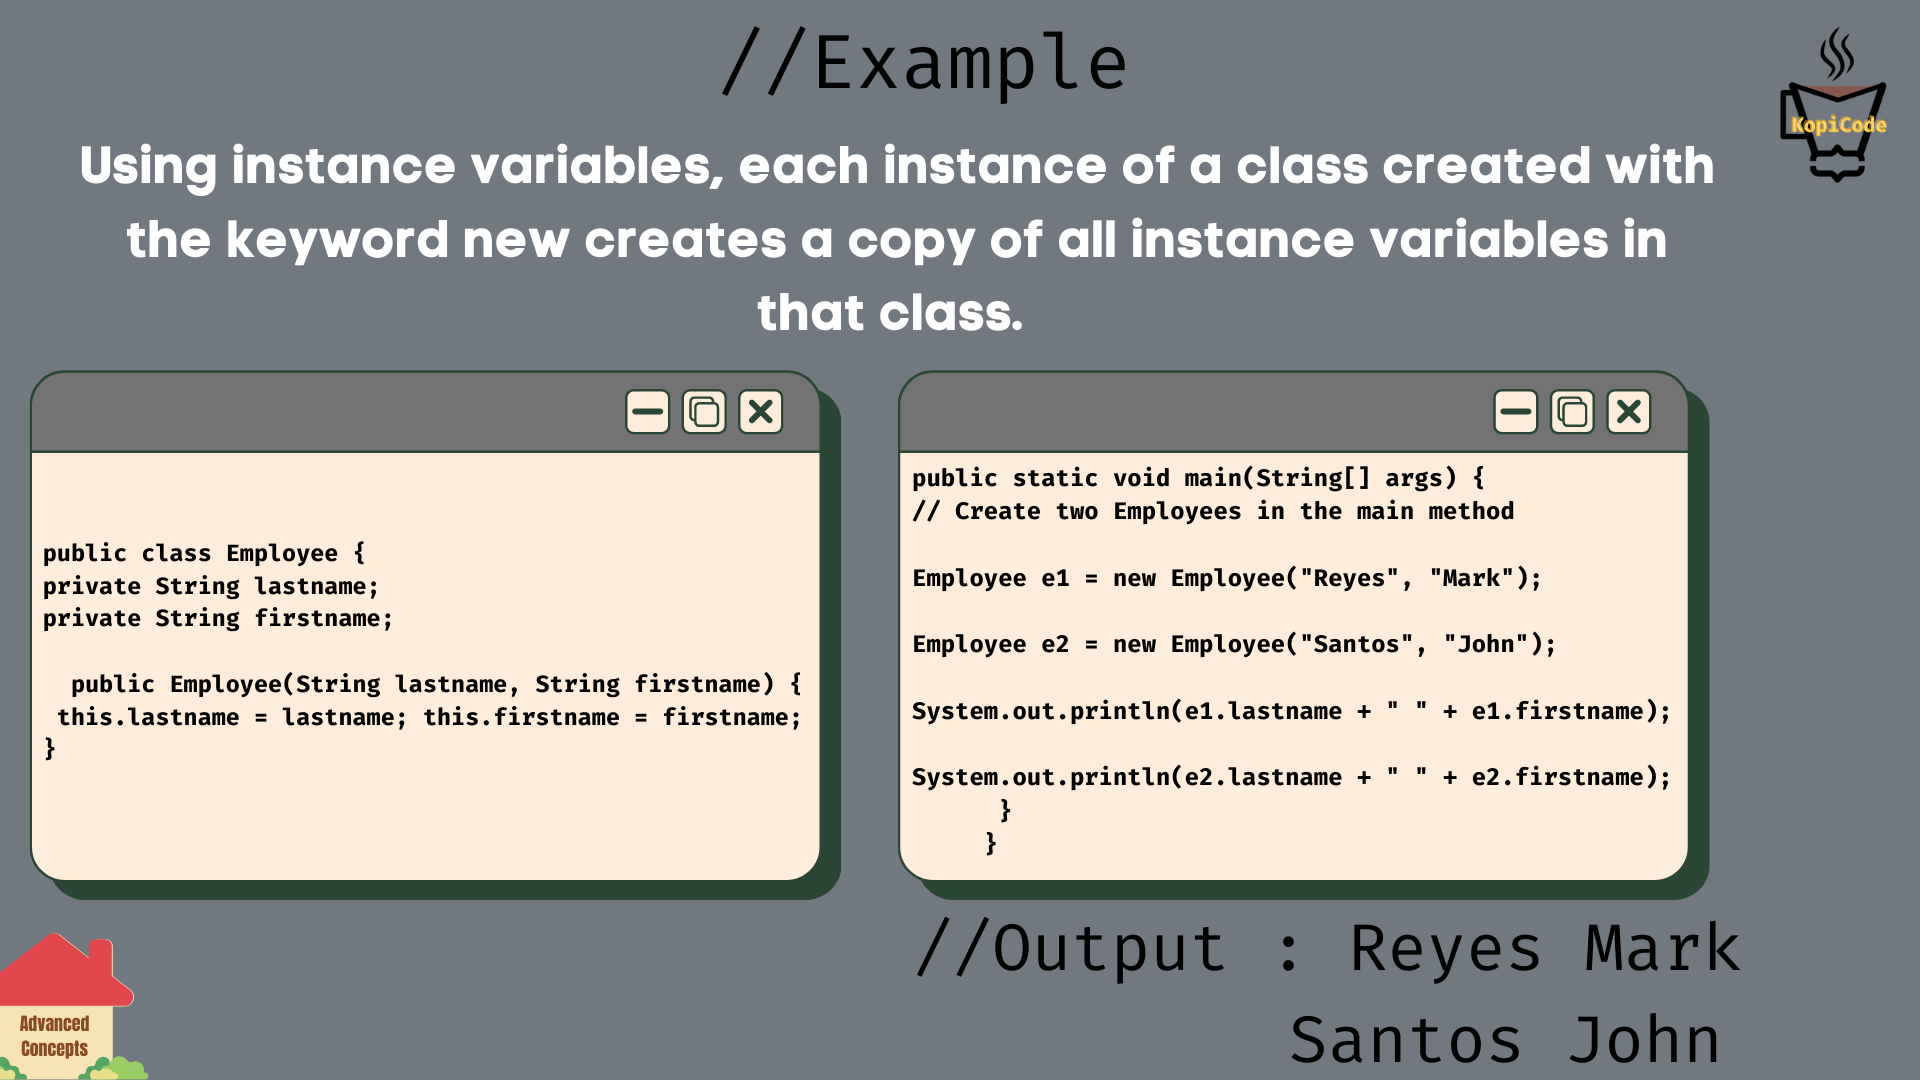 //Example
KopiCode
Using instance variables, each instance of a class created with
the keyword new creates a copy of all instance variables in
that class.
public class Employee {
private String lastname;
private String firstname;
public Employee(String lastname, String firstname) {
this.lastname = lastname; this.firstname = firstname;
}
public static void main(String[] args) {
// Create two Employees in the main method
Employee e1 = new Employee("Reyes", "Mark");
Employee e2 = new Employee("Santos", "John");
System.out.println(e1.lastname + " " + e1.firstname);
System.out.println(e2.lastname + " " + e2.firstname);
}
}
//Output : Reyes Mark
Santos John
Advanced
Concepts